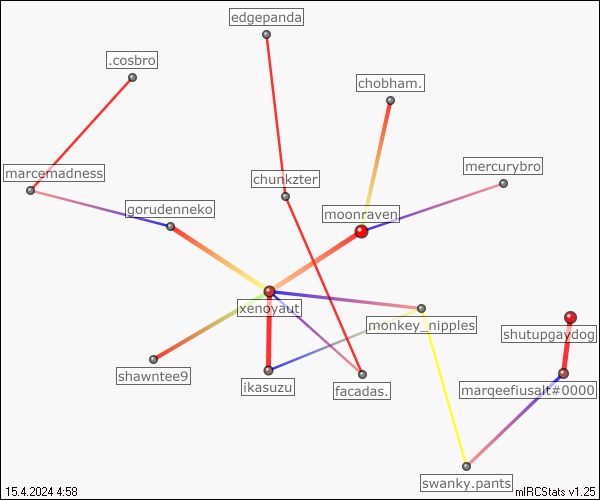 edgepanda
.cosbro
chobham.
mercurybro
marcemadness
chunkzter
gorudenneko
moonraven
xenoyaut
monkey_nipples
shutupgaydog
shawntee9
ikasuzu
facadas.
marqeefiusalt#0000
swanky.pants
15.4.2024 4:58
mIRCStats v1.25